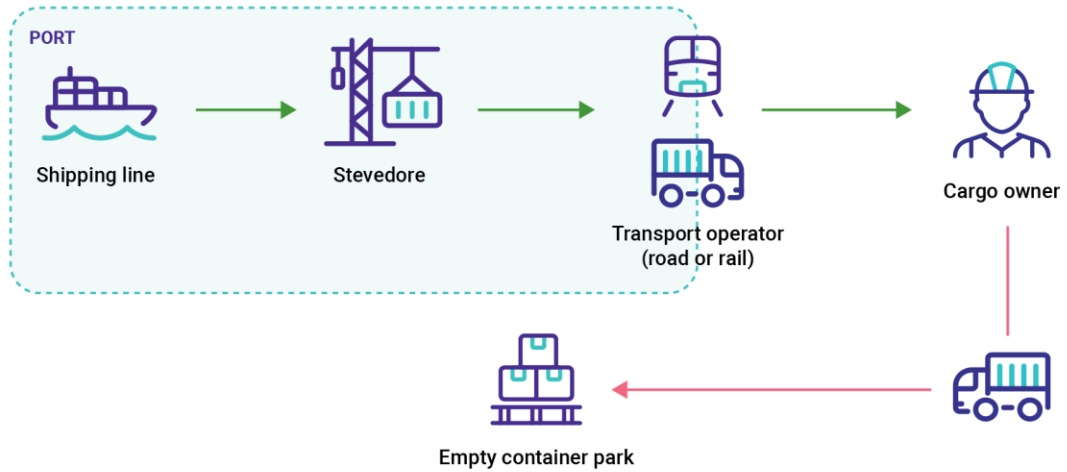 PORT
Shipping line
Stevedore
Transport operator
(road or rail)
Cargo owner
Empty container park